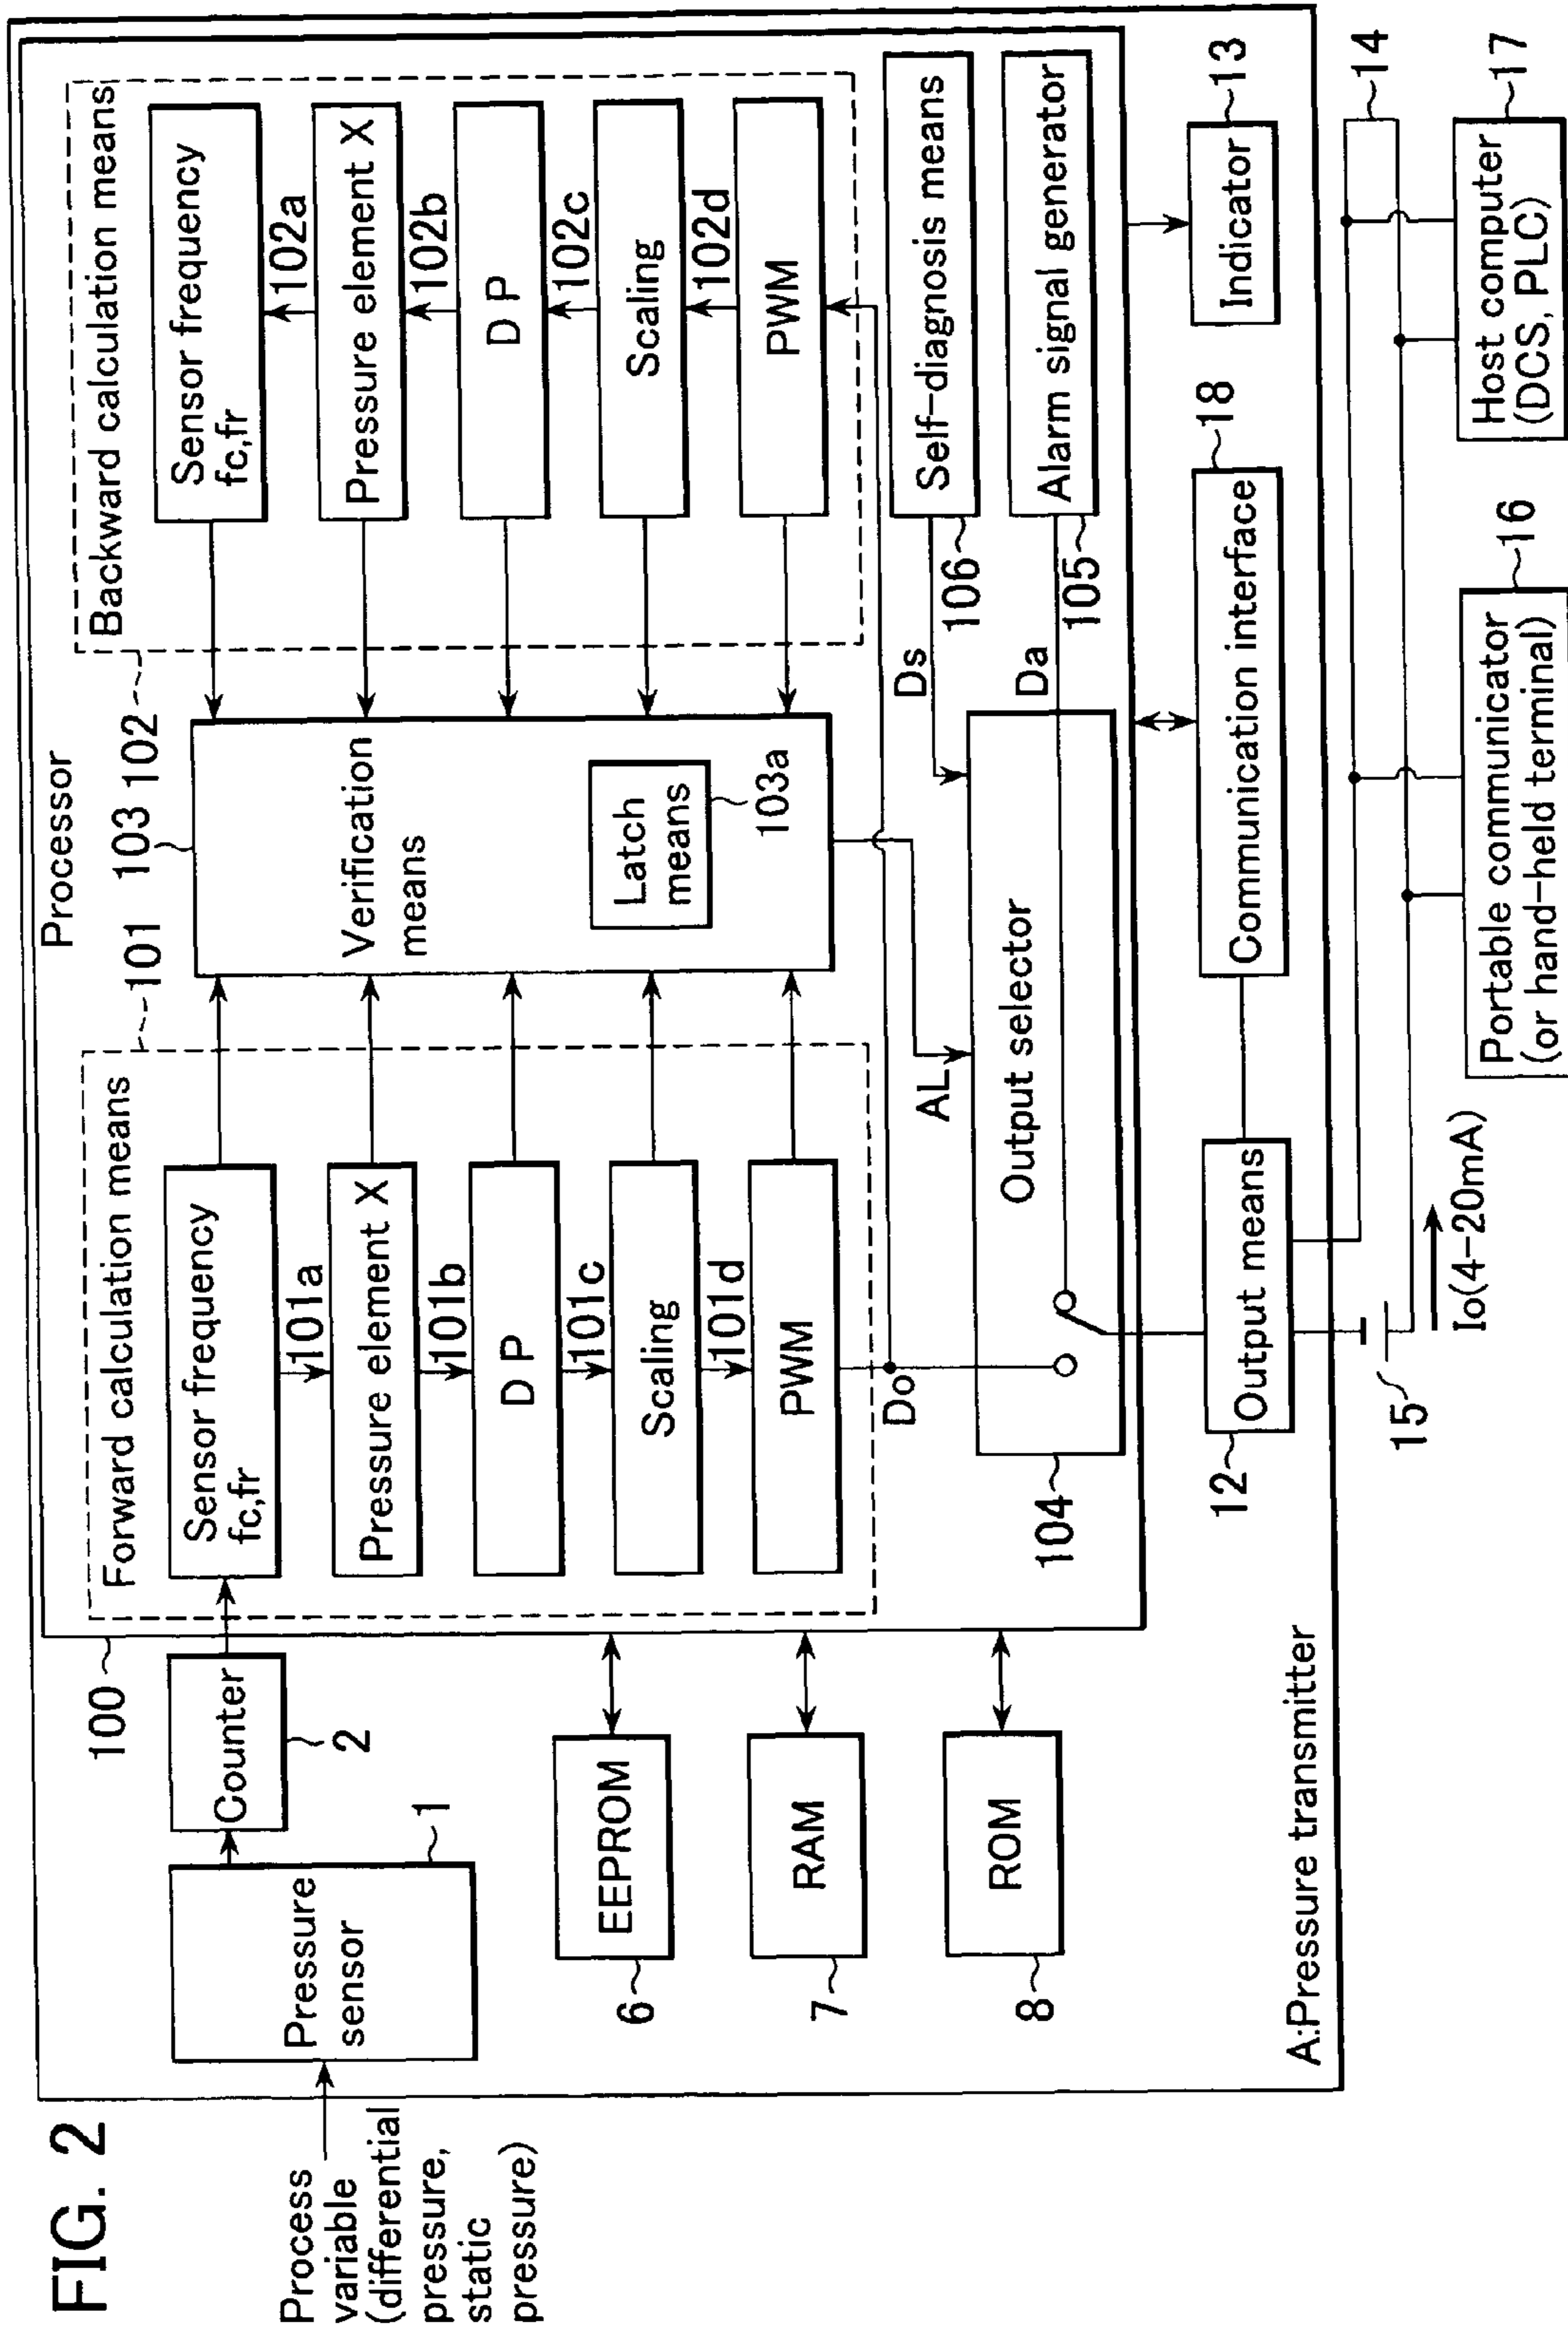 FIG. 2
Process
variable
(differential
pressure,
static
pressure)
Pressure
sensor
1
Counter
2
100
Processor
101
103
102
Forward calculation means
Sensor frequency
fc,fr
101a
Pressure element X
101b
D P
101c
Scaling
101d
PWM
Verification
means
Latch
means
103a
Backward calculation means
Sensor frequency
fc,fr
102a
Pressure element X
102b
D P
102c
Scaling
102d
PWM
EEPROM
6
RAM
7
ROM
8
Do
AL
Ds
Da
Self-diagnosis means
106
Alarm signal generator
105
Output selector
104
Output means
12
Communication interface
18
Indicator
13
A:Pressure transmitter
14
15
Io(4-20mA)
Portable communicator
(or hand-held terminal)
16
Host computer
(DCS, PLC)
17